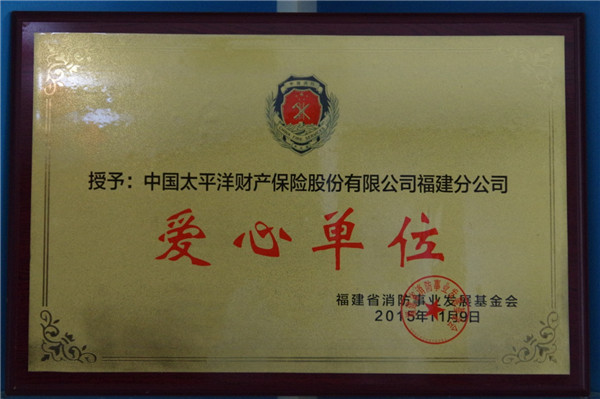 授予：中国太平洋财产保险股份有限公司福建分公司
爱心单位
福建省消防事业发展基金会
2015年11月9日